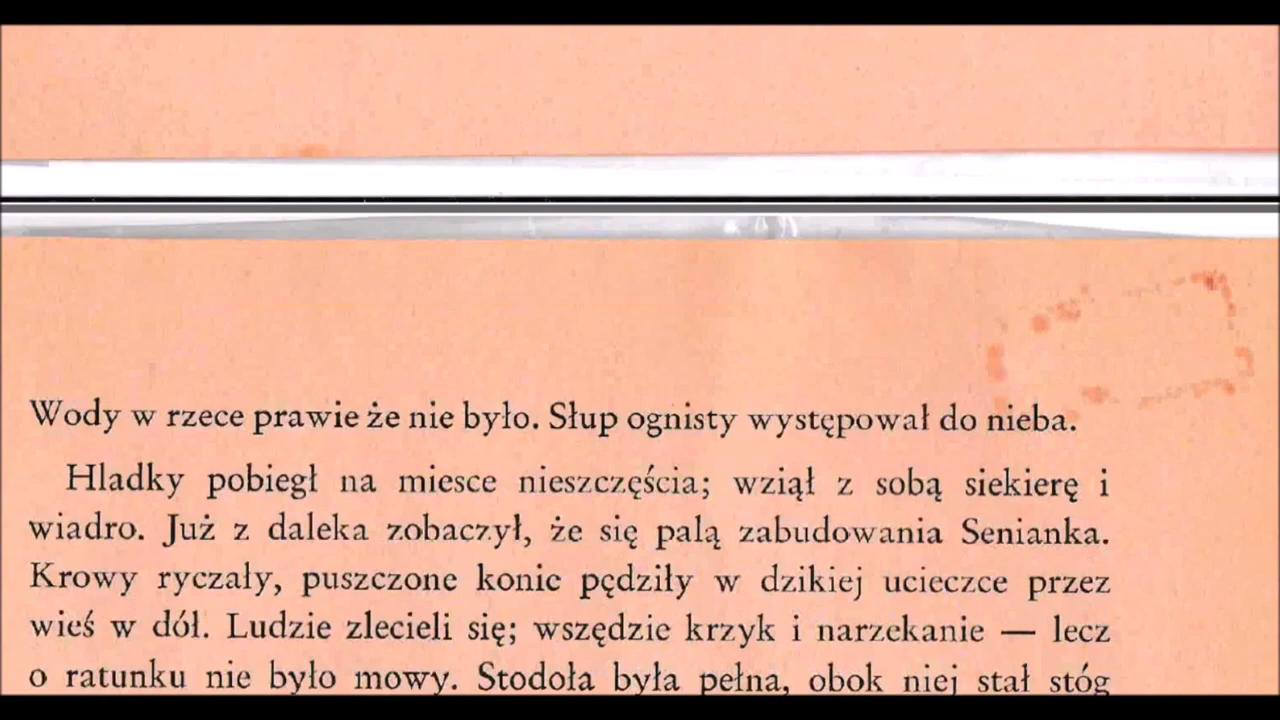 Wody w rzece prawie że nie było. Słup ognisty występował do nieba.
Hladky pobiegł na miesce nieszczęścia; wziął z sobą siekierę i
wiadro. Już z daleka zobaczył, że się palą zabudowania Senianka.
Krowy ryczały, puszczone konie pędziły w dzikiej ucieczce przez
wieś w dół. Ludzie zlecieli się; wszędzie krzyk i narzekanie — lecz
o ratunku nie było mowy. Stodoła była pełna, obok niej stał stóg